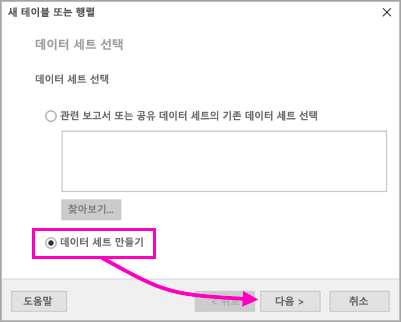 새 테이블 또는 행렬
데이터 세트 선택
데이터 세트 선택
관련 보고서 또는 공유 데이터 세트의 기존 데이터 세트 선택
찾아보기...
데이터 세트 만들기
도움말
< 뒤로
다음 >
취소